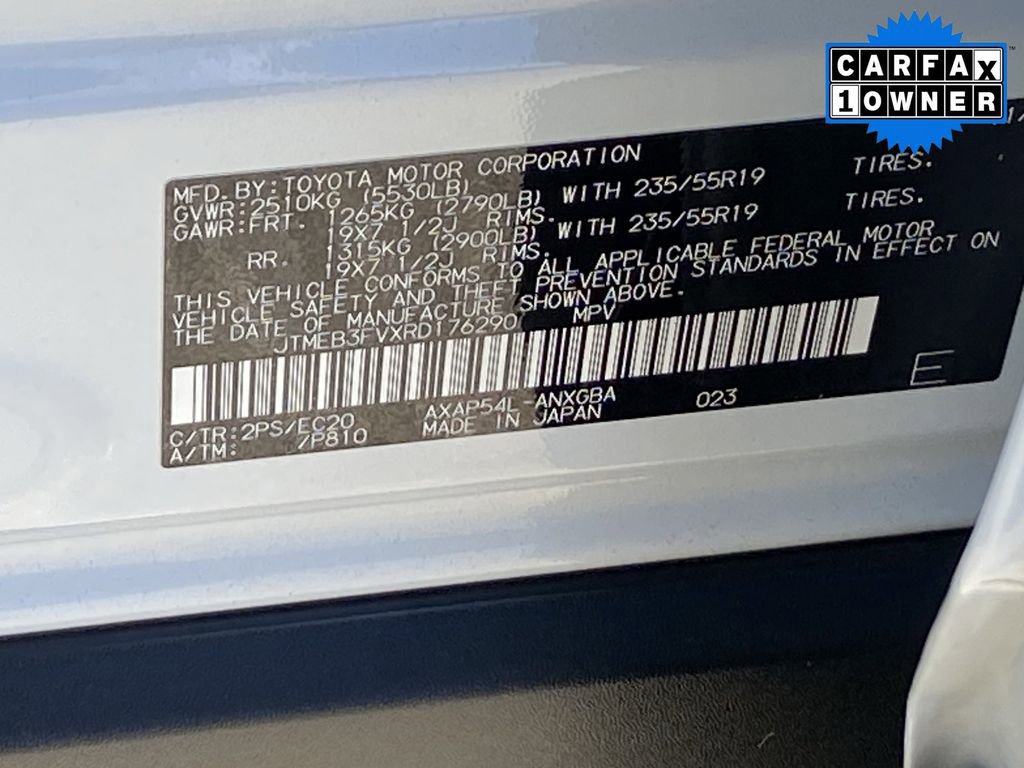 CARFAX
1 OWNER
MFD. BY: TOYOTA MOTOR CORPORATION
GVWR: 2510KG (5530LB)
GAWR: FRT. 1265KG (2790LB) WITH 235/55R19 TIRES.
19X7 1/2J RIMS.
RR. 1315KG (2900LB) WITH 235/55R19 TIRES.
19X7 1/2J RIMS.
THIS VEHICLE CONFORMS TO ALL APPLICABLE FEDERAL MOTOR
VEHICLE SAFETY AND THEFT PREVENTION STANDARDS IN EFFECT ON
THE DATE OF MANUFACTURE SHOWN ABOVE.
JTMEB3FVXRD176290 MPV
C/TR: 2PS/EC20 AXAP54L-ANXGBA 023
A/TM: /P810 MADE IN JAPAN
E